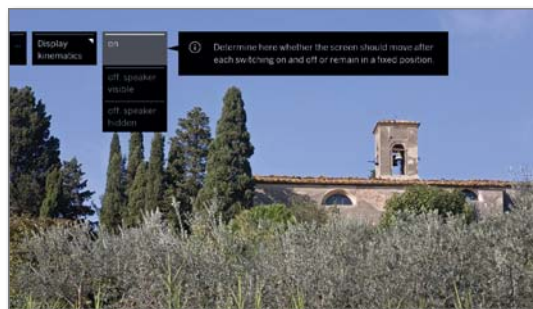 ...
Display
kinematics
on
Determine here whether the screen should move after
each switching on and off or remain in a fixed position.
off speaker
visible
off speaker
hidden